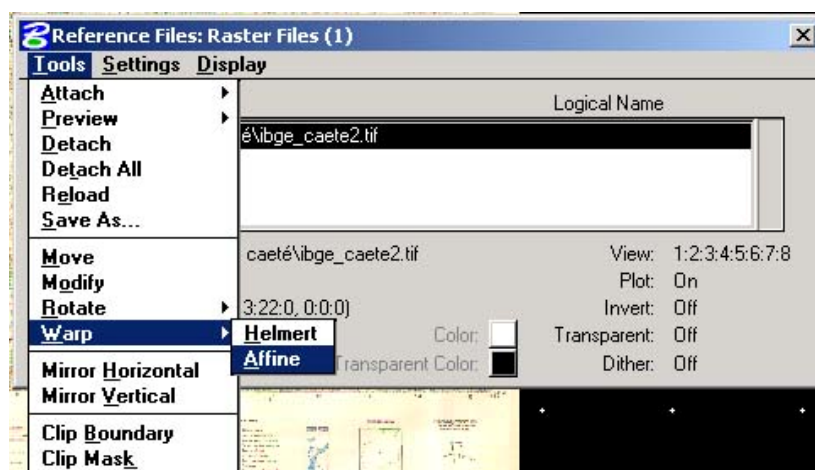 Reference Files: Raster Files (1)
Tools Settings Display
Attach
Preview
Detach
Detach All
Reload
Save As...
Move
Modify
Rotate
Warp
Mirror Horizontal
Mirror Vertical
Clip Boundary
Clip Mask
Helmert
Affine
Logical Name
é\ibge_caete2.tif
caeté\ibge_caete2.tif
View: 1:2:3:4:5:6:7:8
Plot: On
3:22:0, 0:0:0)
Invert: Off
Color:
Transparent: Off
Transparent Color:
Dither: Off